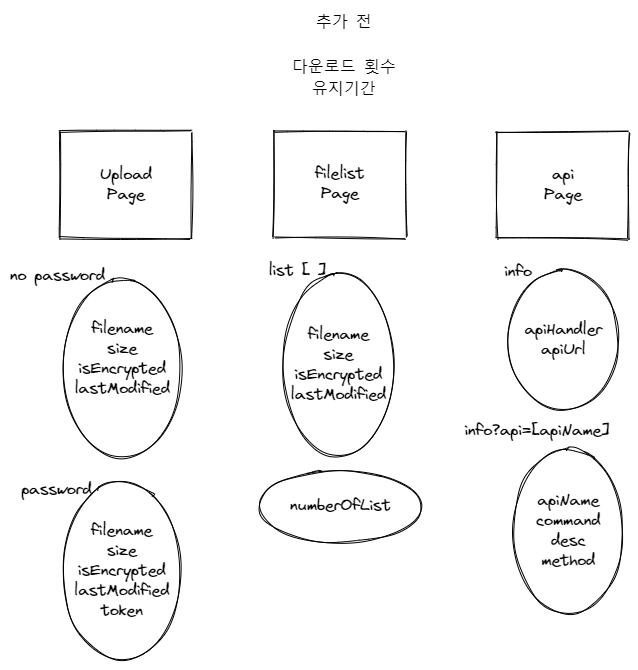 추가 전
다운로드 횟수
유지기간
Upload
Page
filelist
Page
api
Page
no password
filename
size
isEncrypted
lastModified
password
filename
size
isEncrypted
lastModified
token
list [ ]
filename
size
isEncrypted
lastModified
numberOfList
info
apiHandler
apiUrl
info?api=[apiName]
apiName
command
desc
method